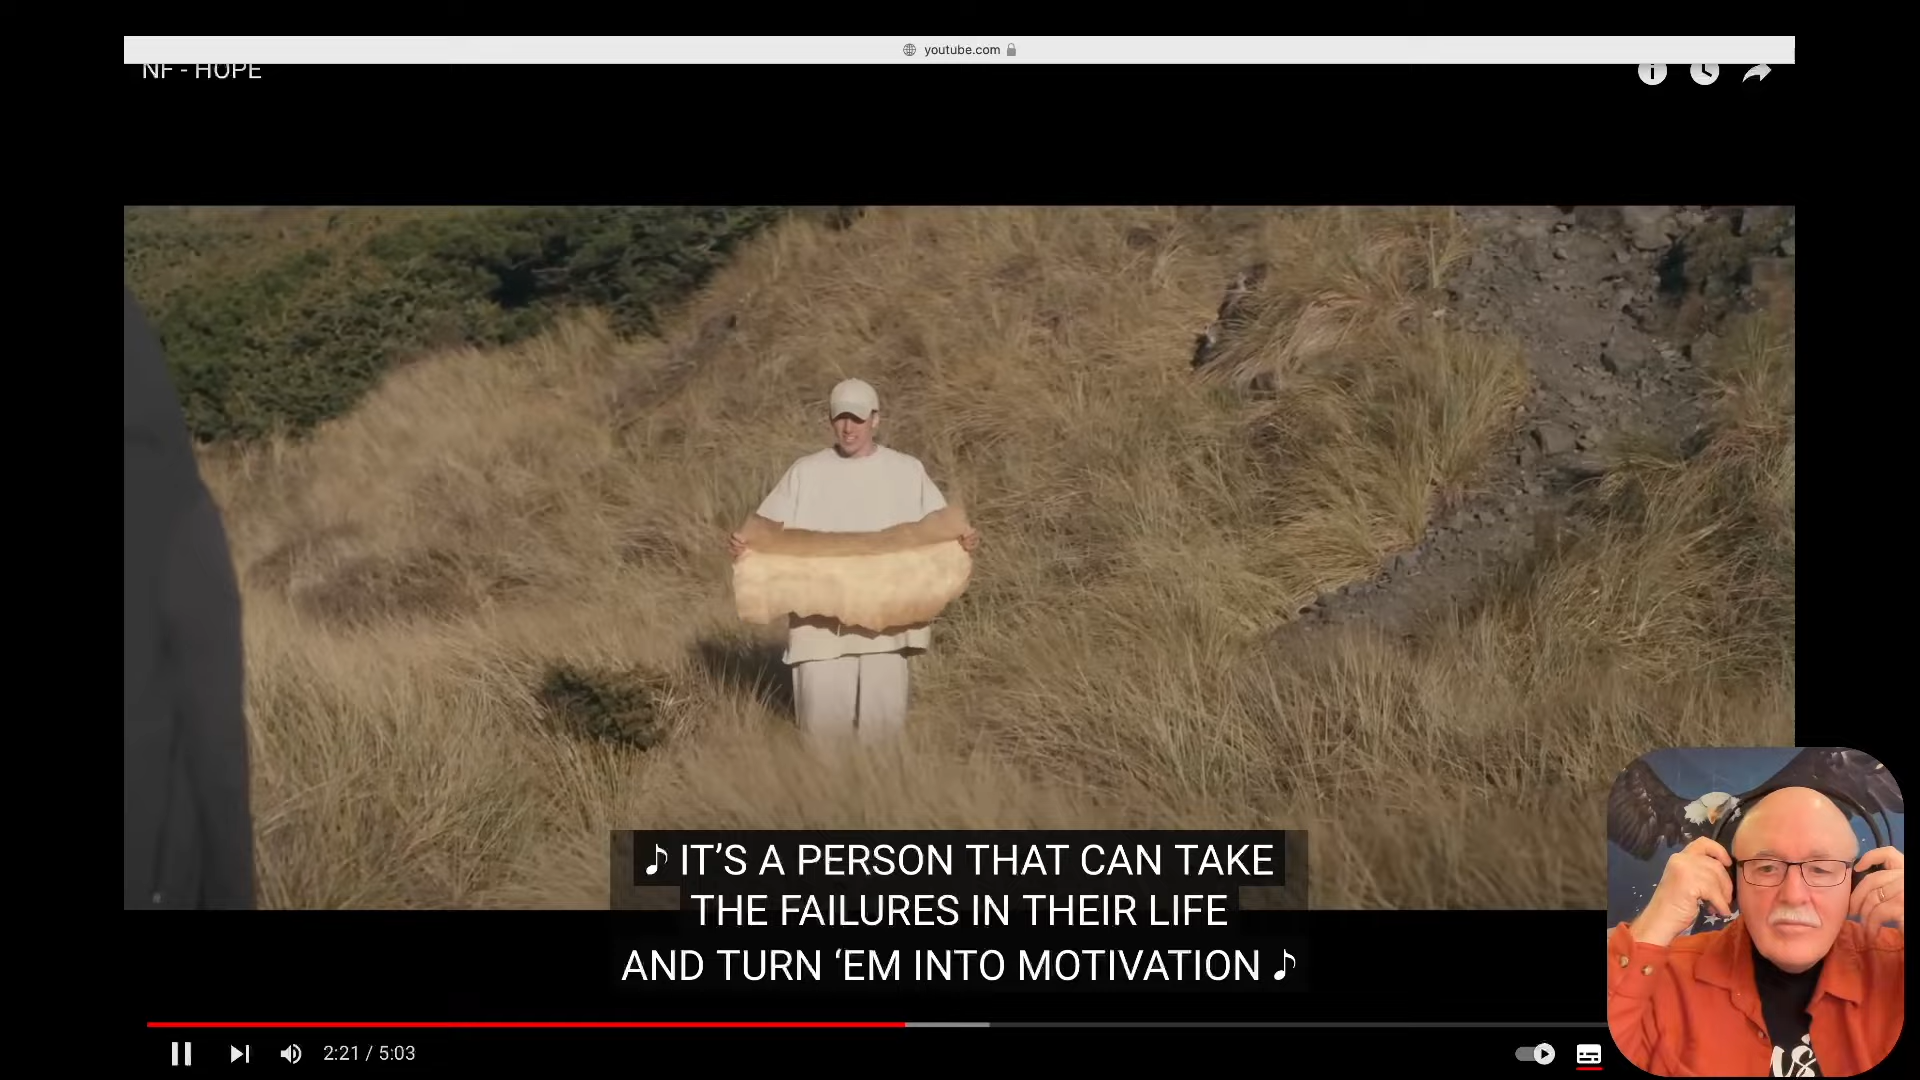 youtube.com
NF - HOPE
♪ IT’S A PERSON THAT CAN TAKE
THE FAILURES IN THEIR LIFE
AND TURN ‘EM INTO MOTIVATION ♪
2:21 / 5:03